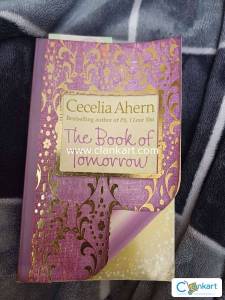 Cecelia Ahern
Bestselling author of PS, I Love You
www.clankart.com
The Book of
Tomorrow
Clankart